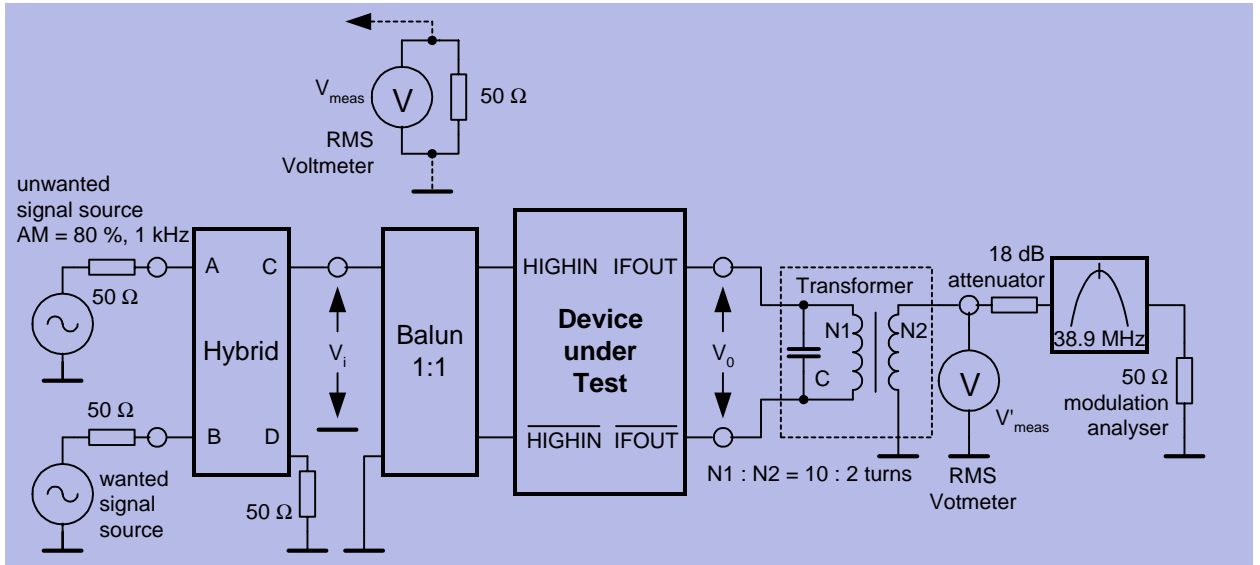 V
V meas
50 Ω
RMS
Voltmeter
unwanted
signal source
AM = 80 %, 1 kHz
50 Ω
A
C
Hybrid
B
D
50 Ω
wanted
signal
source
50 Ω
Vi
Balun
1:1
HIGHIN IFOUT
Device
under
Test
HIGHIN IFOUT
V0
Transformer
N1
N2
C
N1 : N2 = 10 : 2 turns
18 dB
attenuator
38.9 MHz
V
V'meas
RMS
Votmeter
50 Ω
modulation
analyser